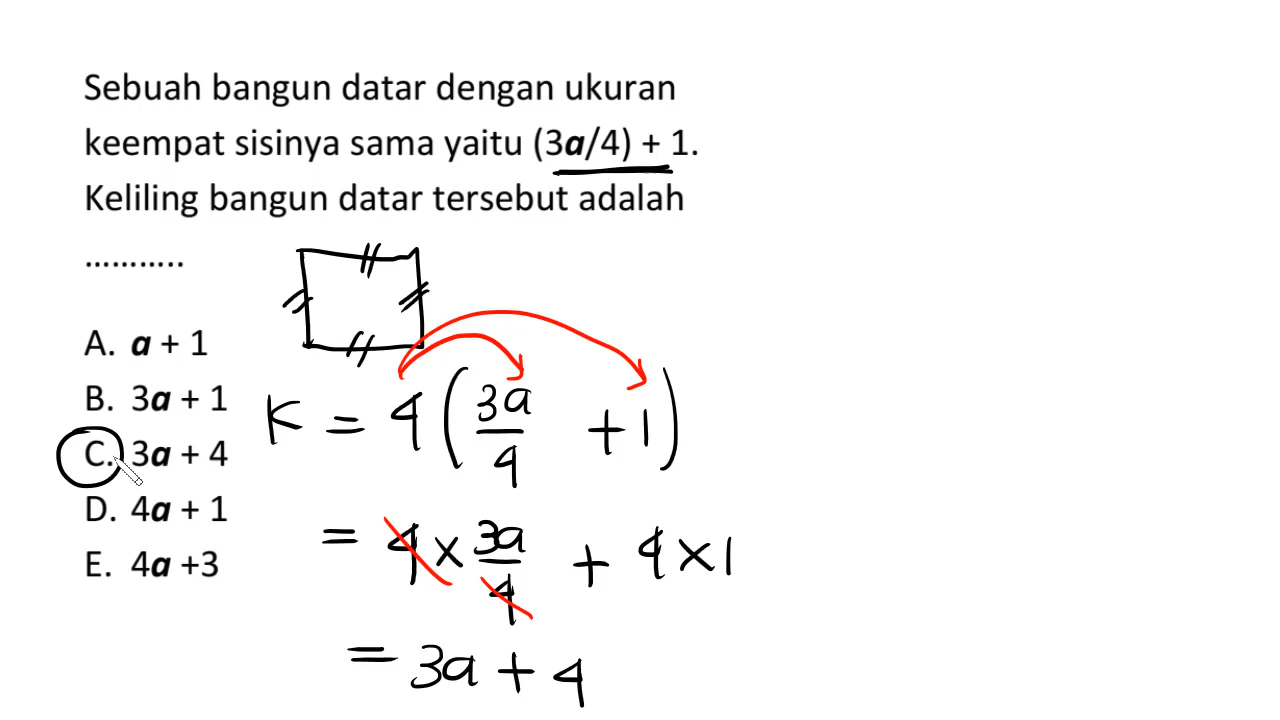 Sebuah bangun datar dengan ukuran
keempat sisinya sama yaitu (3a/4) + 1.
Keliling bangun datar tersebut adalah
………..
A. a + 1
B. 3a + 1
C. 3a + 4
D. 4a + 1
E. 4a +3
K = 4 ( 3a/4 + 1 )
= 4 × 3a/4 + 4 × 1
= 3a + 4